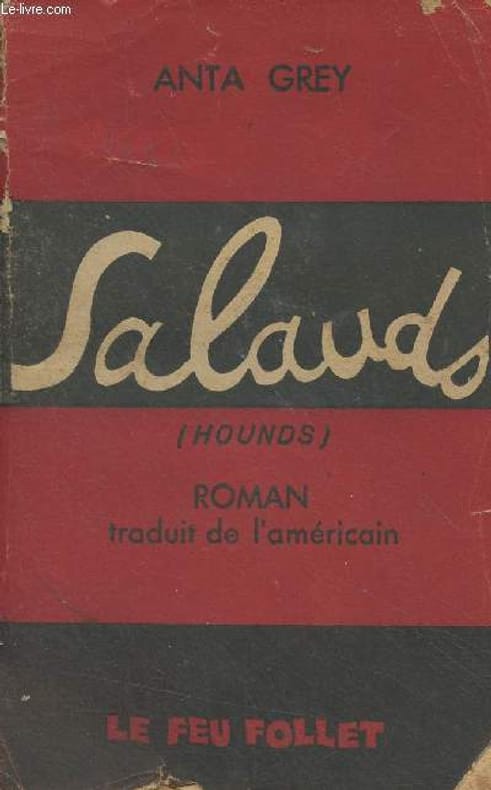 Le-livre.com
ANTA GREY
Salauds
(HOUNDS)
ROMAN
traduit de l'américain
LE FEU FOLLET